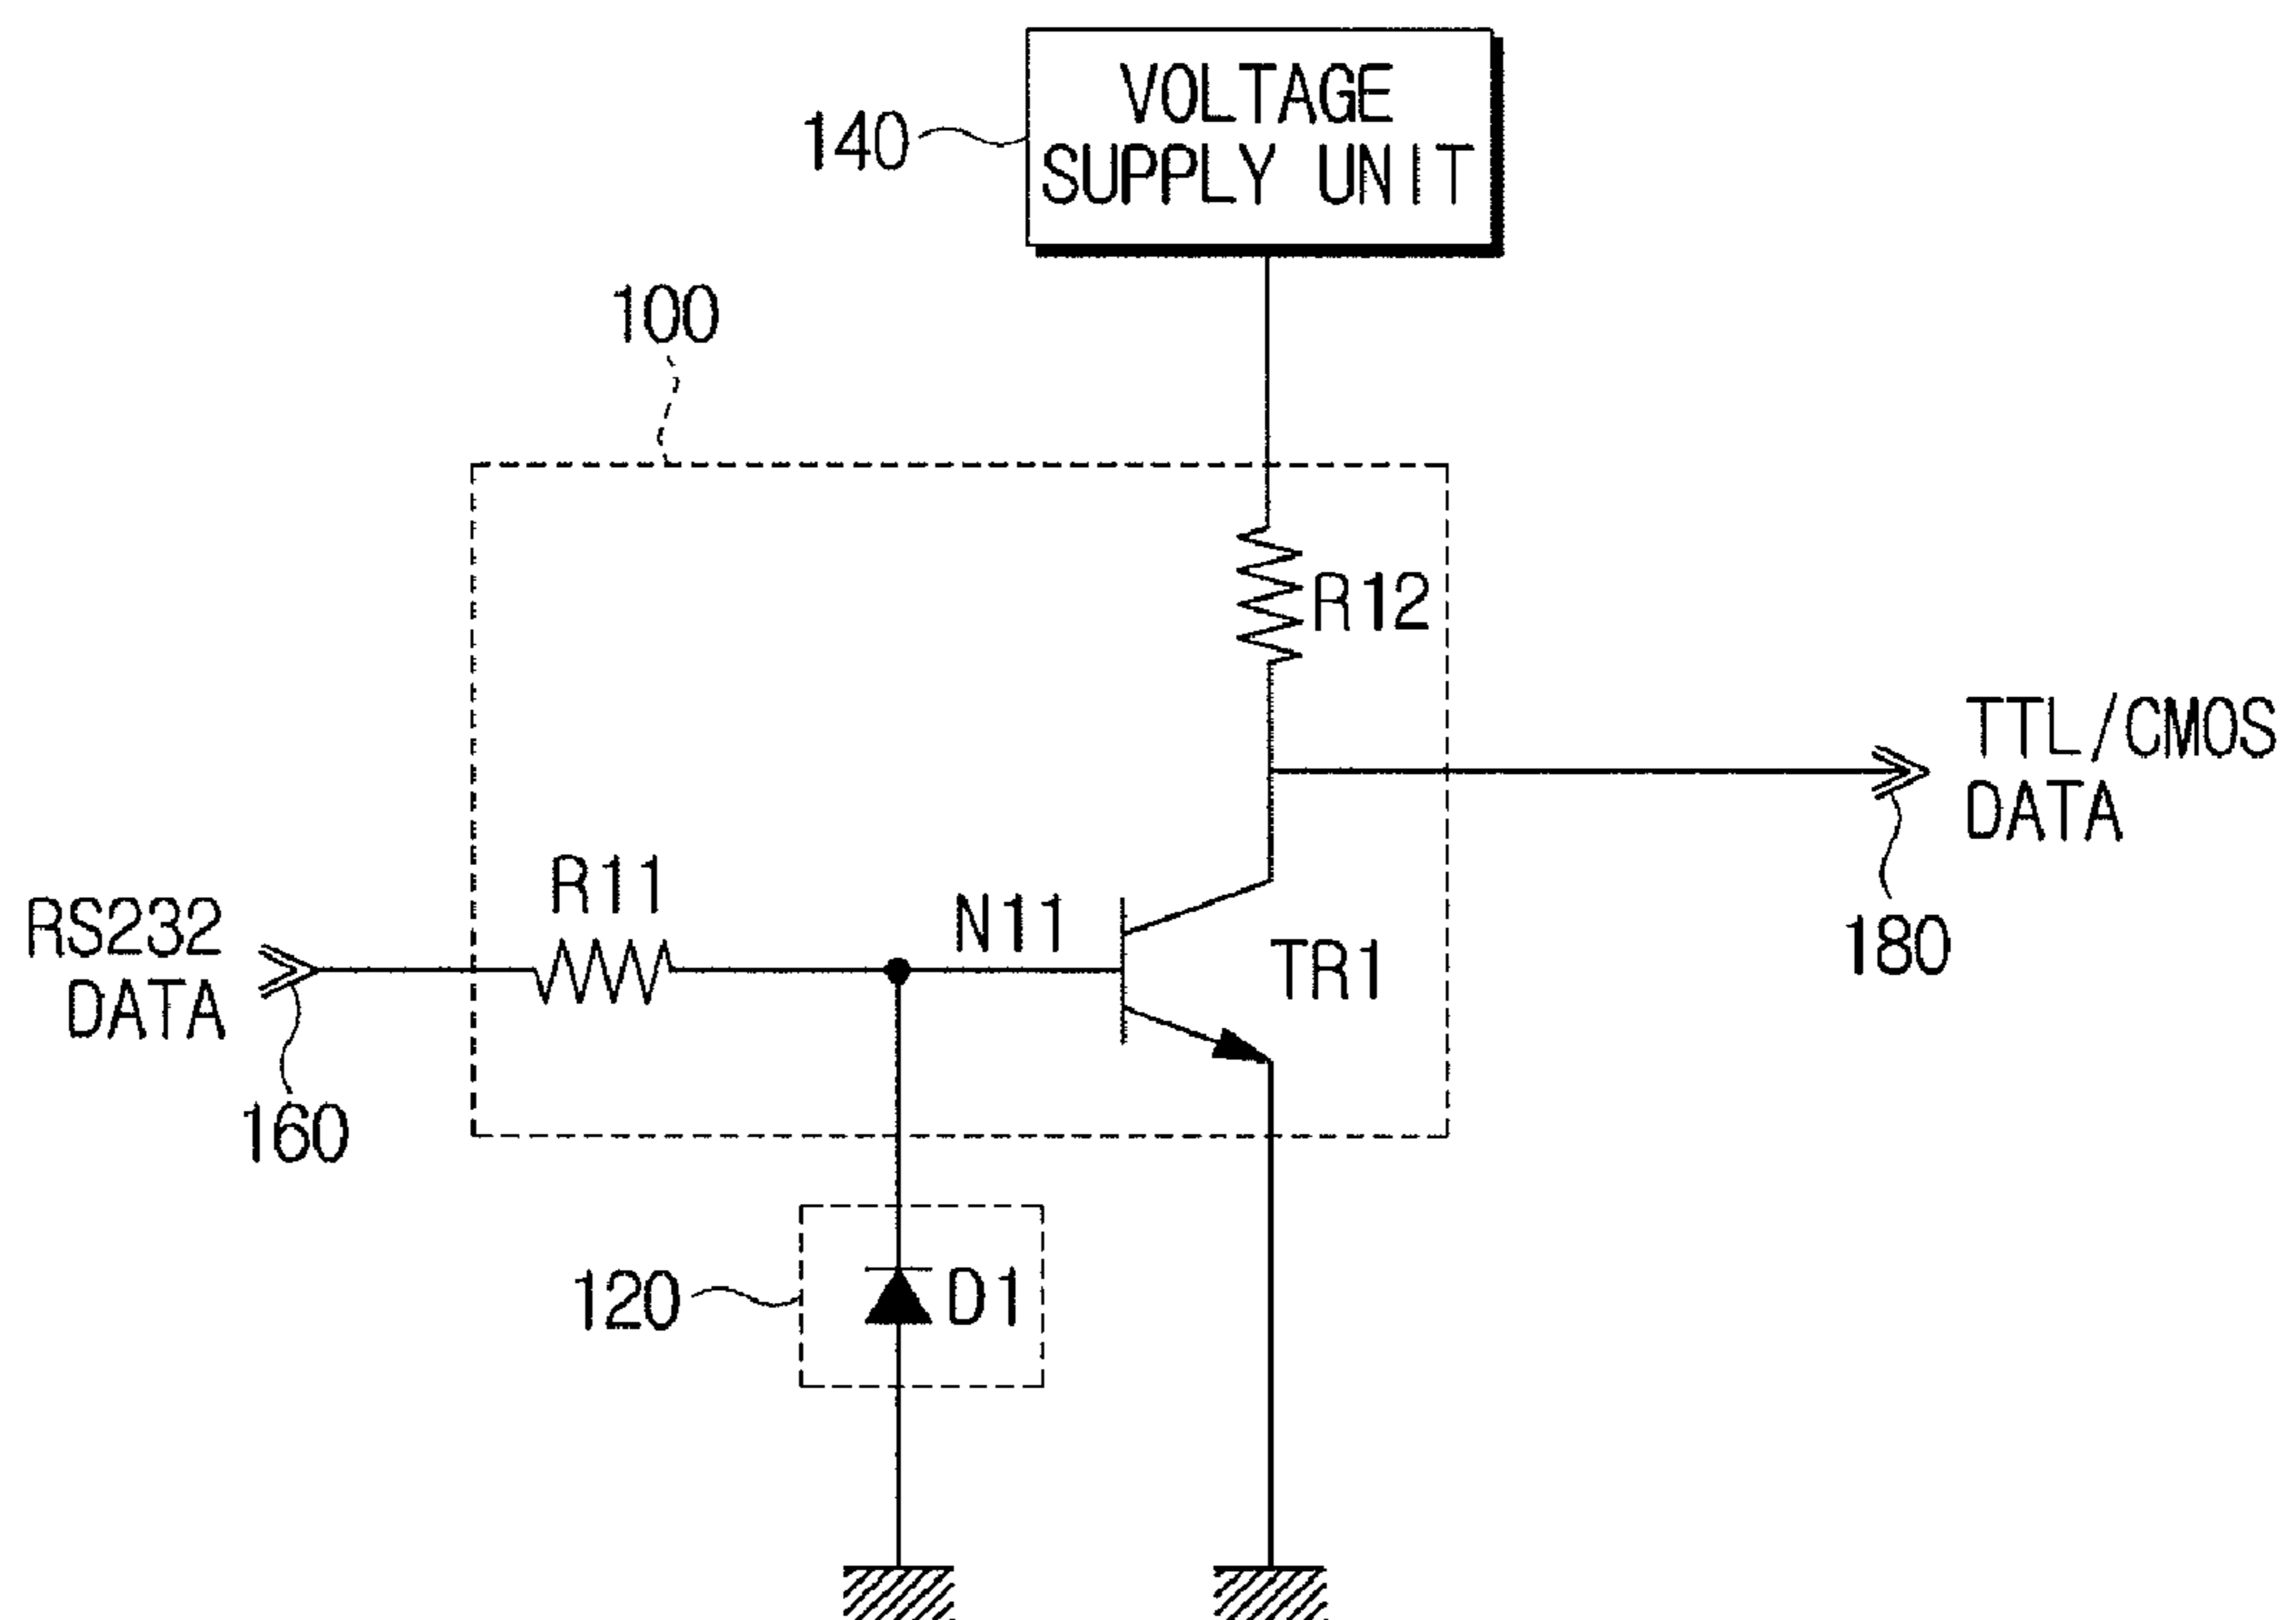 VOLTAGE
SUPPLY UNIT
140
100
R12
TTL/CMOS
DATA
180
R11
N11
TR1
RS232
DATA
160
120
D1